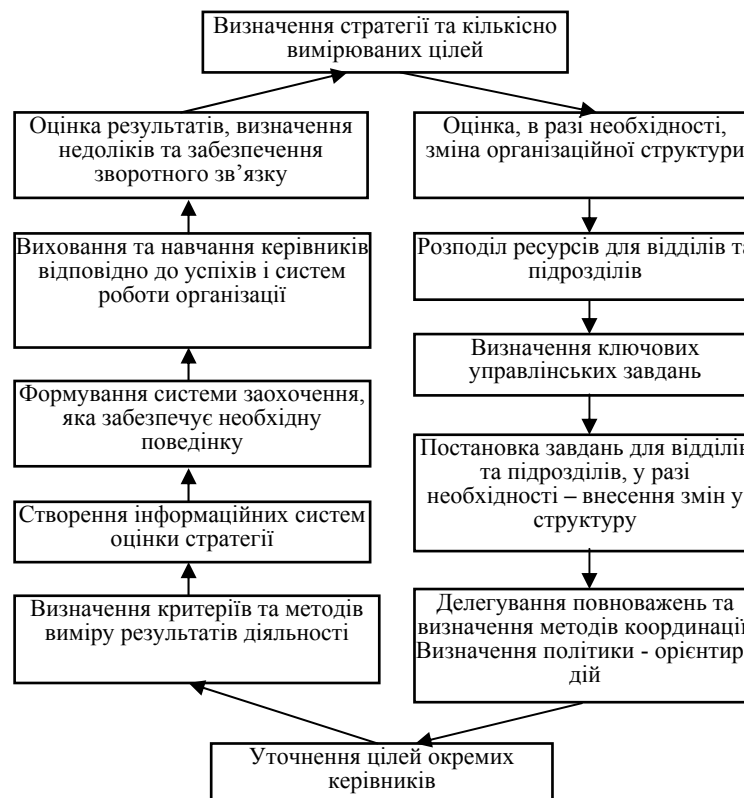 Визначення стратегії та кількісно
вимірюваних цілей
Оцінка, в разі необхідності,
зміна організаційної структури
Розподіл ресурсів для відділів та
підрозділів
Визначення ключових
управлінських завдань
Постановка завдань для відділів
та підрозділів, у разі
необхідності – внесення змін у
структуру
Делегування повноважень та
визначення методів координації
Визначення політики - орієнтир
дій
Уточнення цілей окремих
керівників
Визначення критеріїв та методів
виміру результатів діяльності
Створення інформаційних систем
оцінки стратегії
Формування системи заохочення,
яка забезпечує необхідну
поведінку
Виховання та навчання керівників
відповідно до успіхів і систем
роботи організації
Оцінка результатів, визначення
недоліків та забезпечення
зворотного зв’язку